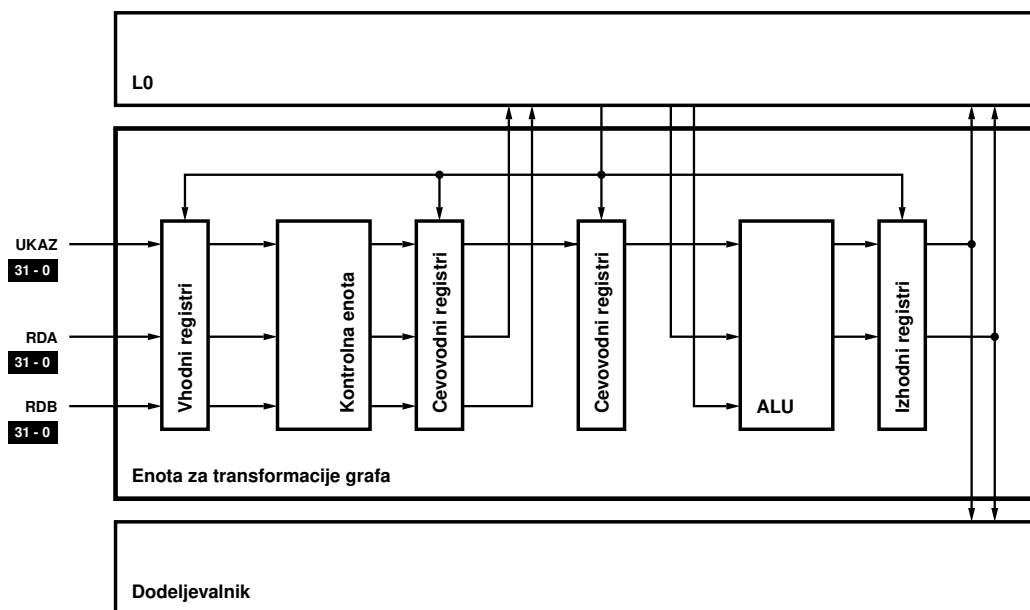 L0
UKAZ
31 - 0
RDA
31 - 0
RDB
31 - 0
Vhodni registri
Kontrolna enota
Cevovodni registri
Cevovodni registri
ALU
Izhodni registri
Enota za transformacije grafa
Dodeljevalnik